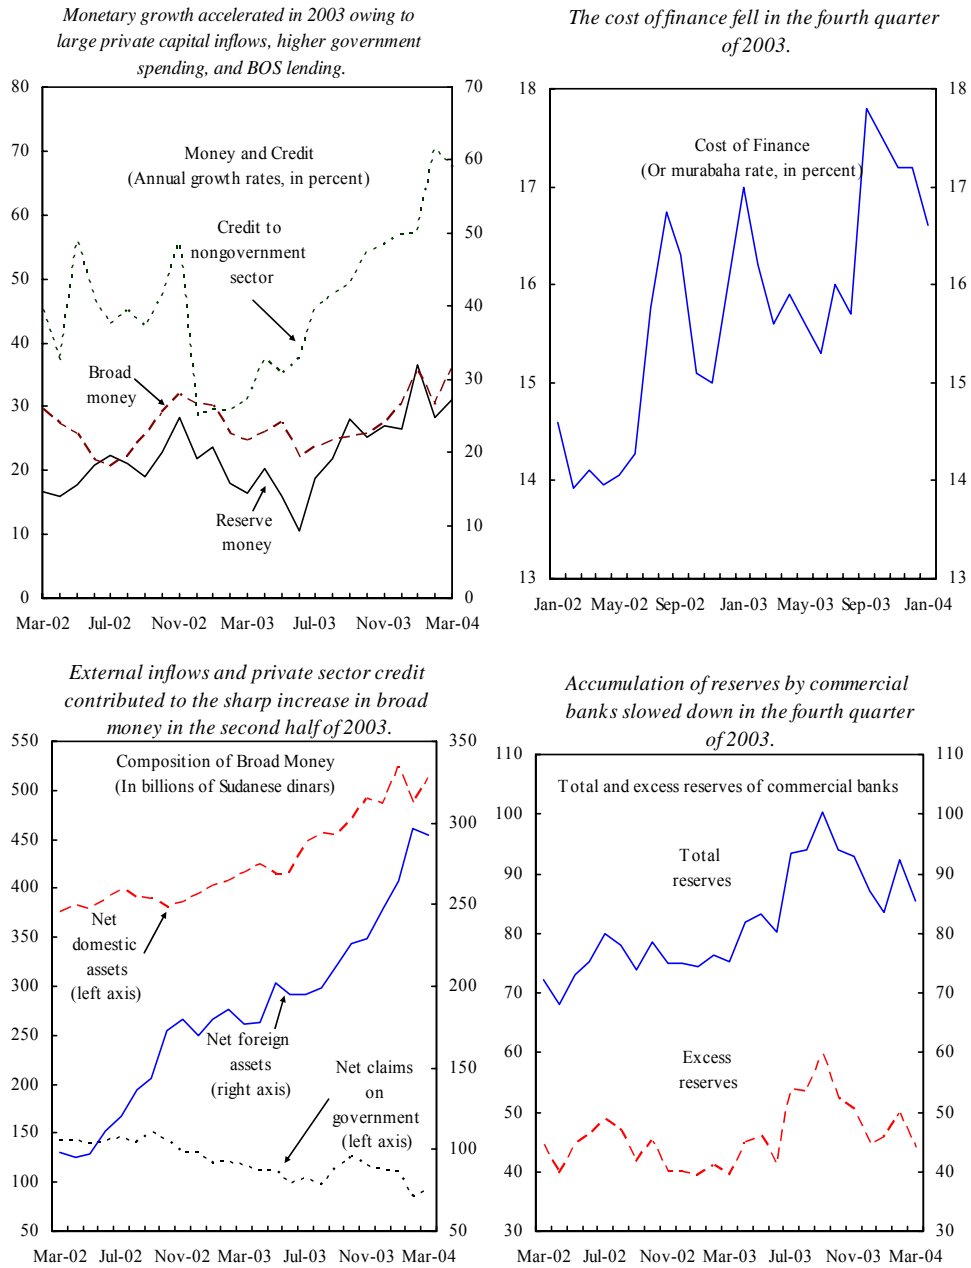 Monetary growth accelerated in 2003 owing to
large private capital inflows, higher government
spending, and BOS lending.
80
70
60
50
40
30
20
10
0
70
60
50
40
30
20
10
0
Money and Credit
(Annual growth rates, in percent)
Credit to
nongovernment
sector
Broad
money
Reserve
money
Mar-02 Jul-02 Nov-02 Mar-03 Jul-03 Nov-03 Mar-04
The cost of finance fell in the fourth quarter
of 2003.
18
17
16
15
14
13
18
17
16
15
14
13
Cost of Finance
(Or murabaha rate, in percent)
Jan-02 May-02 Sep-02 Jan-03 May-03 Sep-03 Jan-04
External inflows and private sector credit
contributed to the sharp increase in broad
money in the second half of 2003.
550
500
450
400
350
300
250
200
150
100
50
350
300
250
200
150
100
50
Composition of Broad Money
(In billions of Sudanese dinars)
Net
domestic
assets
(left axis)
Net foreign
assets
(right axis)
Net claims
on
government
(left axis)
Mar-02 Jul-02 Nov-02 Mar-03 Jul-03 Nov-03 Mar-04
Accumulation of reserves by commercial
banks slowed down in the fourth quarter
of 2003.
110
100
90
80
70
60
50
40
30
110
100
90
80
70
60
50
40
30
Total and excess reserves of commercial banks
Total
reserves
Excess
reserves
Mar-02 Jul-02 Nov-02 Mar-03 Jul-03 Nov-03 Mar-04